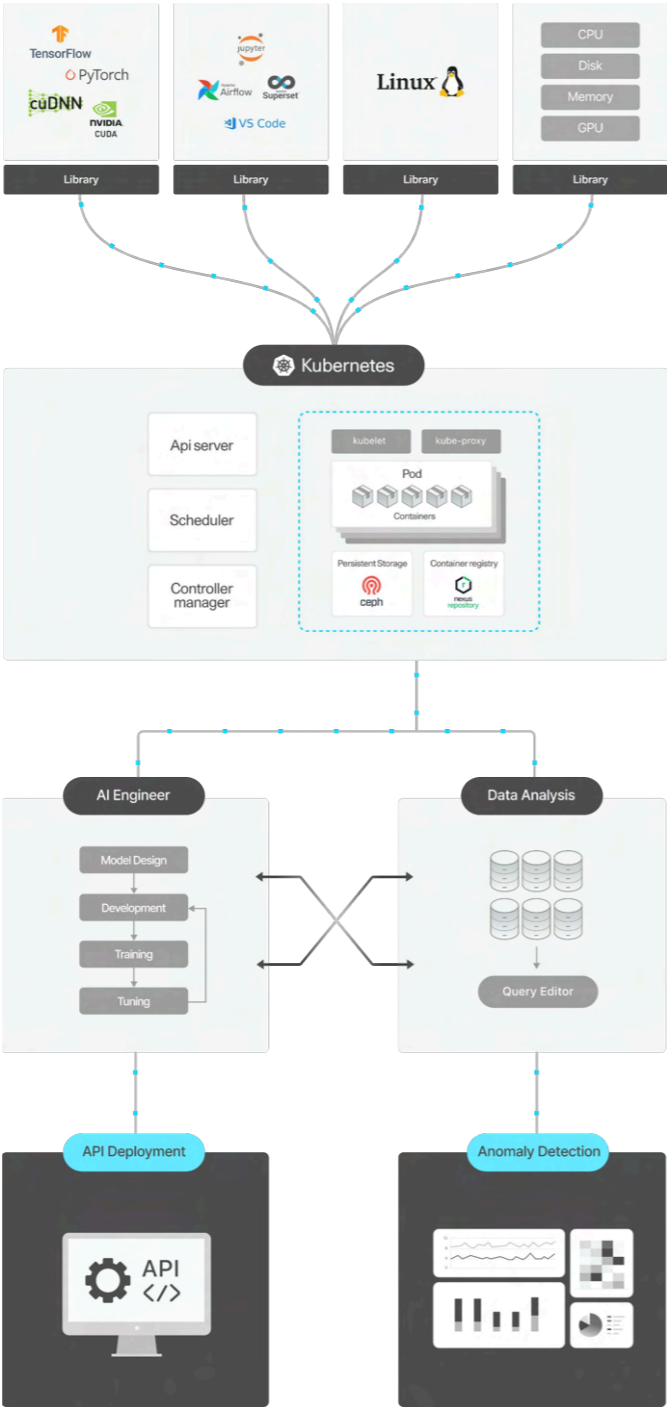 TensorFlow
PyTorch
cuDNN
NVIDIA
CUDA
Library
jupyter
Airflow
Superset
VS Code
Library
Linux
Library
CPU
Disk
Memory
GPU
Library
Kubernetes
Api server
Scheduler
Controller
manager
kubelet
kube-proxy
Pod
Containers
Persistent Storage
ceph
Container registry
nexus
repository
AI Engineer
Model Design
Development
Training
Tuning
Data Analysis
Query Editor
API Deployment
API
</>
Anomaly Detection